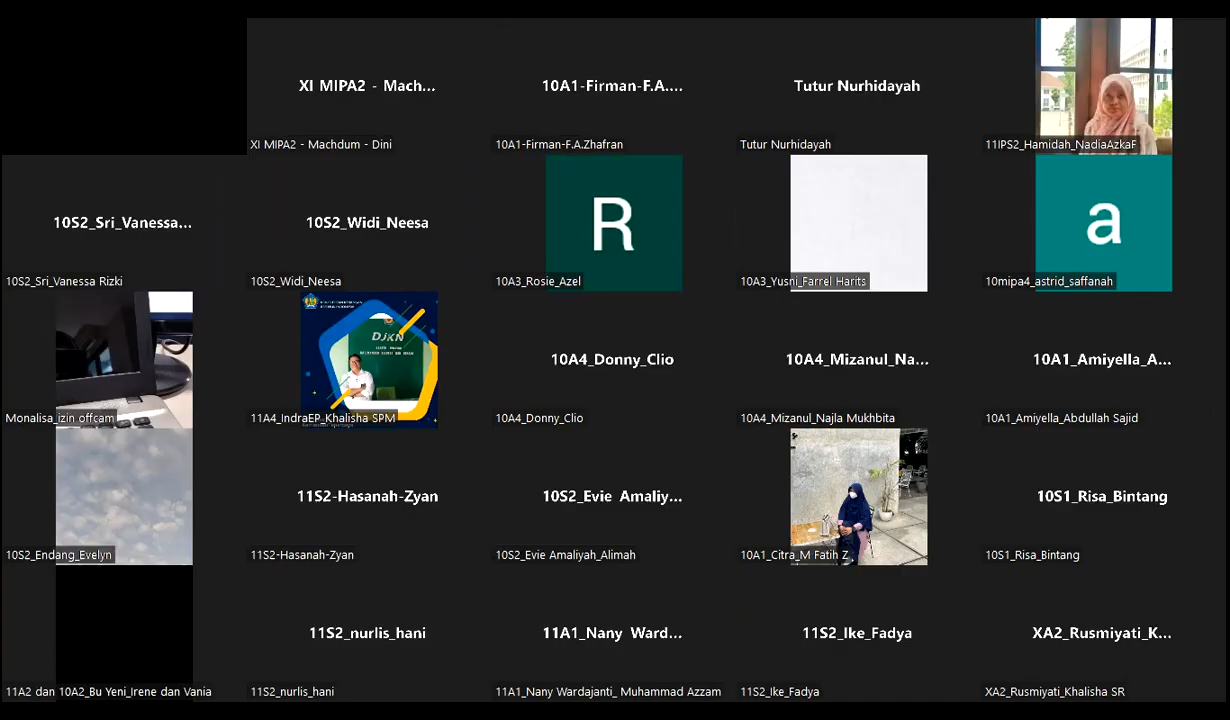 XI MIPA2 - Mach...
10A1-Firman-F.A....
Tutur Nurhidayah
XI MIPA2 - Machdum - Dini
10A1-Firman-F.A.Zhafran
Tutur Nurhidayah
11IPS2_Hamidah_NadiaAzkaF
10S2_Sri_Vanessa...
10S2_Widi_Neesa
R
a
10S2_Sri_Vanessa Rizki
10S2_Widi_Neesa
10A3_Rosie_Azel
10A3_Yusni_Farrel Harits
10mipa4_astrid_saffanah
DJKN
10A4_Donny_Clio
10A4_Mizanul_Na...
10A1_Amiyella_A...
Monalisa_izin offcam
11A4_IndraEP_Khalisha SPM
10A4_Donny_Clio
10A4_Mizanul_Najla Mukhbita
10A1_Amiyella_Abdullah Sajid
11S2-Hasanah-Zyan
10S2_Evie Amaliy...
10S1_Risa_Bintang
10S2_Endang_Evelyn
11S2-Hasanah-Zyan
10S2_Evie Amaliyah_Alimah
10A1_Citra_M Fatih Z
10S1_Risa_Bintang
11S2_nurlis_hani
11A1_Nany Ward...
11S2_Ike_Fadya
XA2_Rusmiyati_K...
11A2 dan 10A2_Bu Yeni_Irene dan Vania
11S2_nurlis_hani
11A1_Nany Wardajanti_ Muhammad Azzam
11S2_Ike_Fadya
XA2_Rusmiyati_Khalisha SR